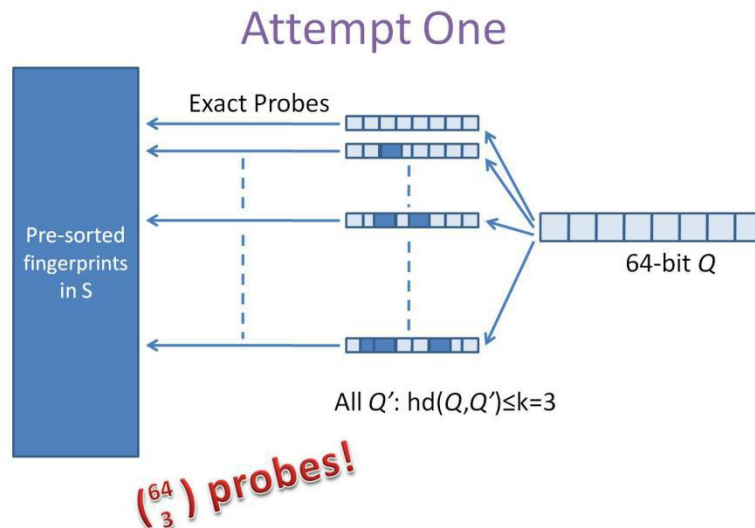 Attempt One
Exact Probes
Pre-sorted
fingerprints
in S
64-bit Q
All Q’: hd(Q,Q’)≤k=3
(64
3) probes!